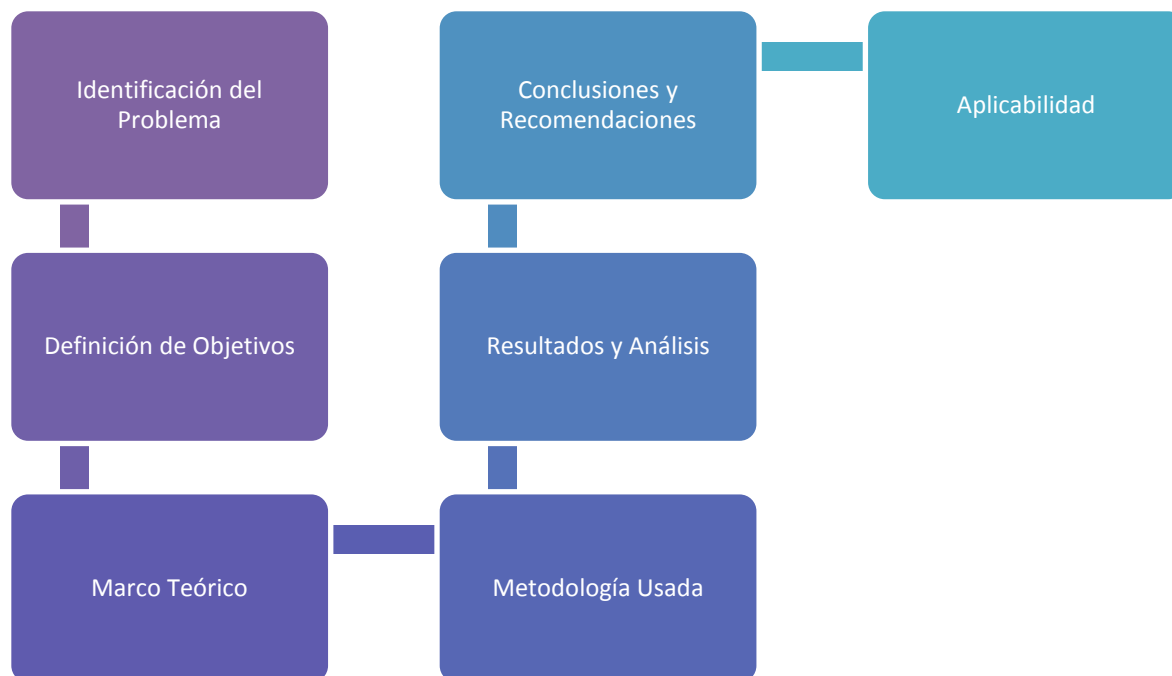 Identificación del
Problema
Definición de Objetivos
Marco Teórico
Metodología Usada
Resultados y Análisis
Conclusiones y
Recomendaciones
Aplicabilidad